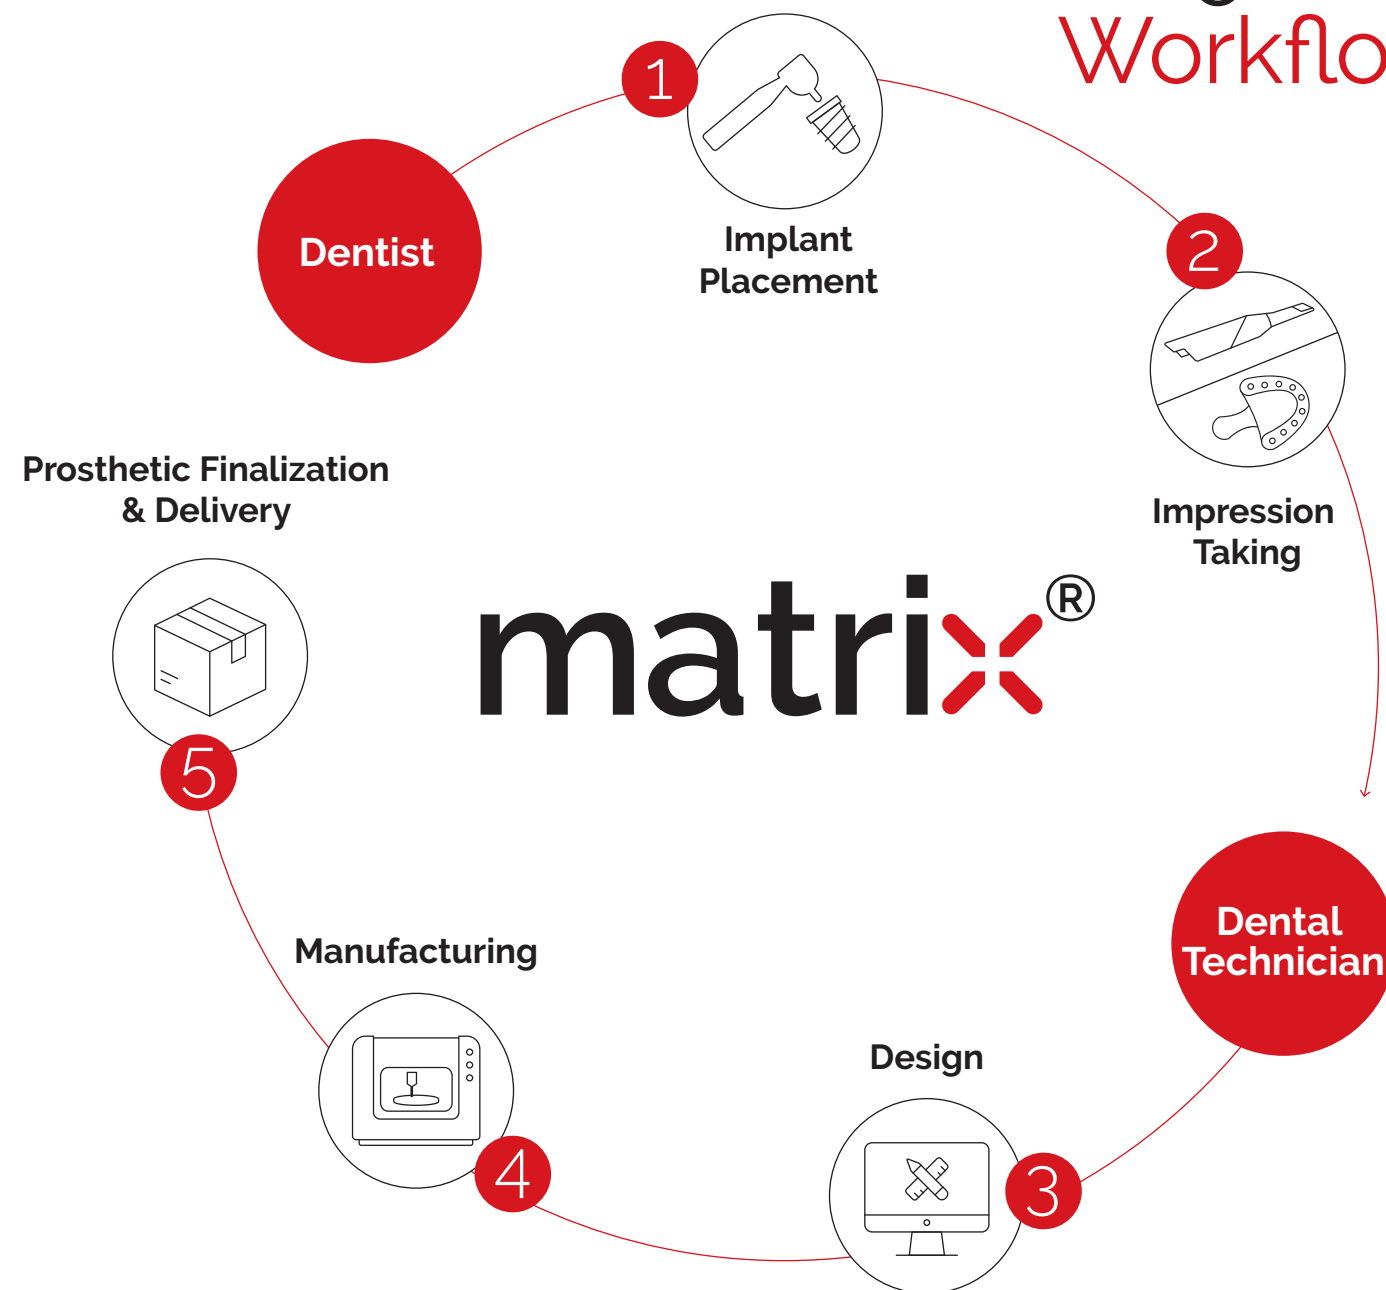 Workflo
1
Dentist
Implant
Placement
2
Impression
Taking
Prosthetic Finalization
& Delivery
matrix®
5
Dental
Technician
Manufacturing
Design
4
3